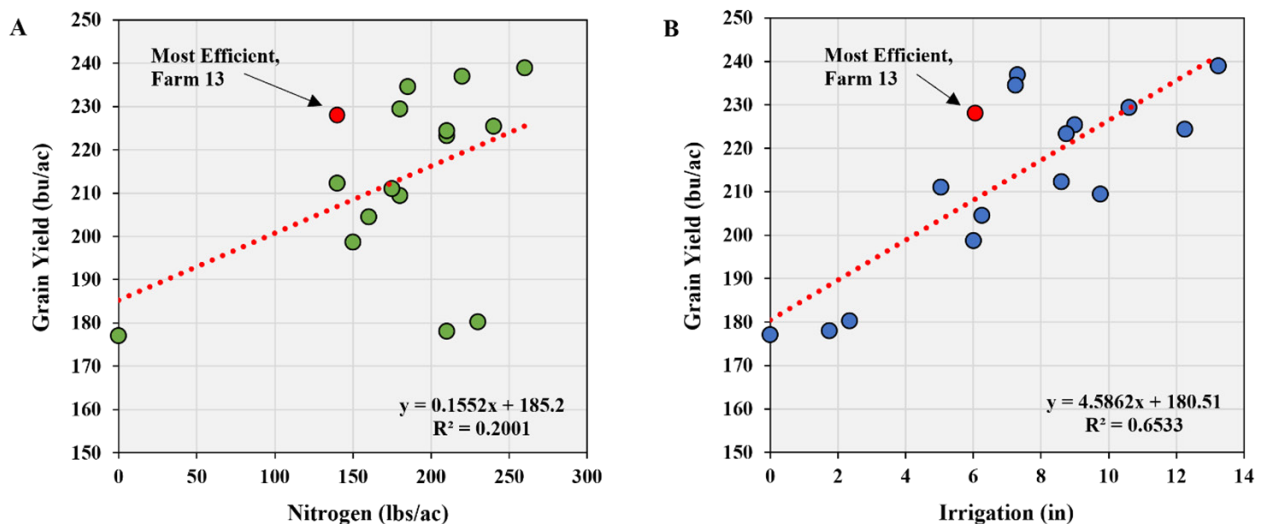 A
Grain Yield (bu/ac)
250
240
230
220
210
200
190
180
170
160
150
Most Efficient,
Farm 13
y = 0.1552x + 185.2
R² = 0.2001
0 50 100 150 200 250 300
Nitrogen (lbs/ac)
B
Grain Yield (bu/ac)
250
240
230
220
210
200
190
180
170
160
150
Most Efficient,
Farm 13
y = 4.5862x + 180.51
R² = 0.6533
0 2 4 6 8 10 12 14
Irrigation (in)